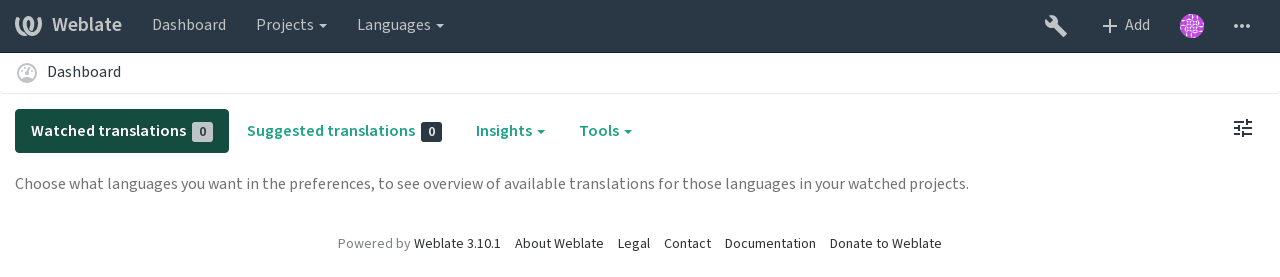 Weblate Dashboard Projects Languages Add
Dashboard
Watched translations 0 Suggested translations 0 Insights Tools
Choose what languages you want in the preferences, to see overview of available translations for those languages in your watched projects.
Powered by Weblate 3.10.1 About Weblate Legal Contact Documentation Donate to Weblate